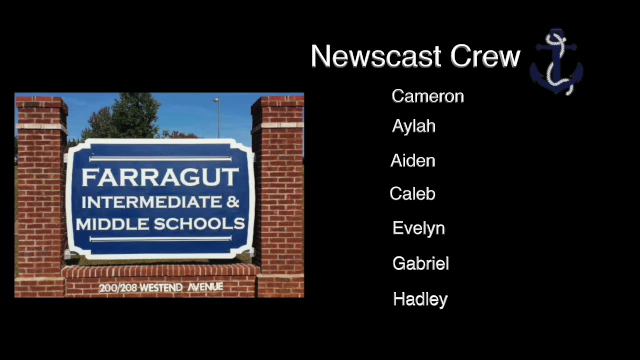 Newscast Crew
Cameron
Aylah
Aiden
Caleb
Evelyn
Gabriel
Hadley
FARRAGUT
INTERMEDIATE &
MIDDLE SCHOOLS
200/208 WESTEND AVENUE